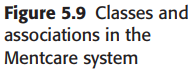 Figure 5.9 Classes and
associations in the
Mentcare system